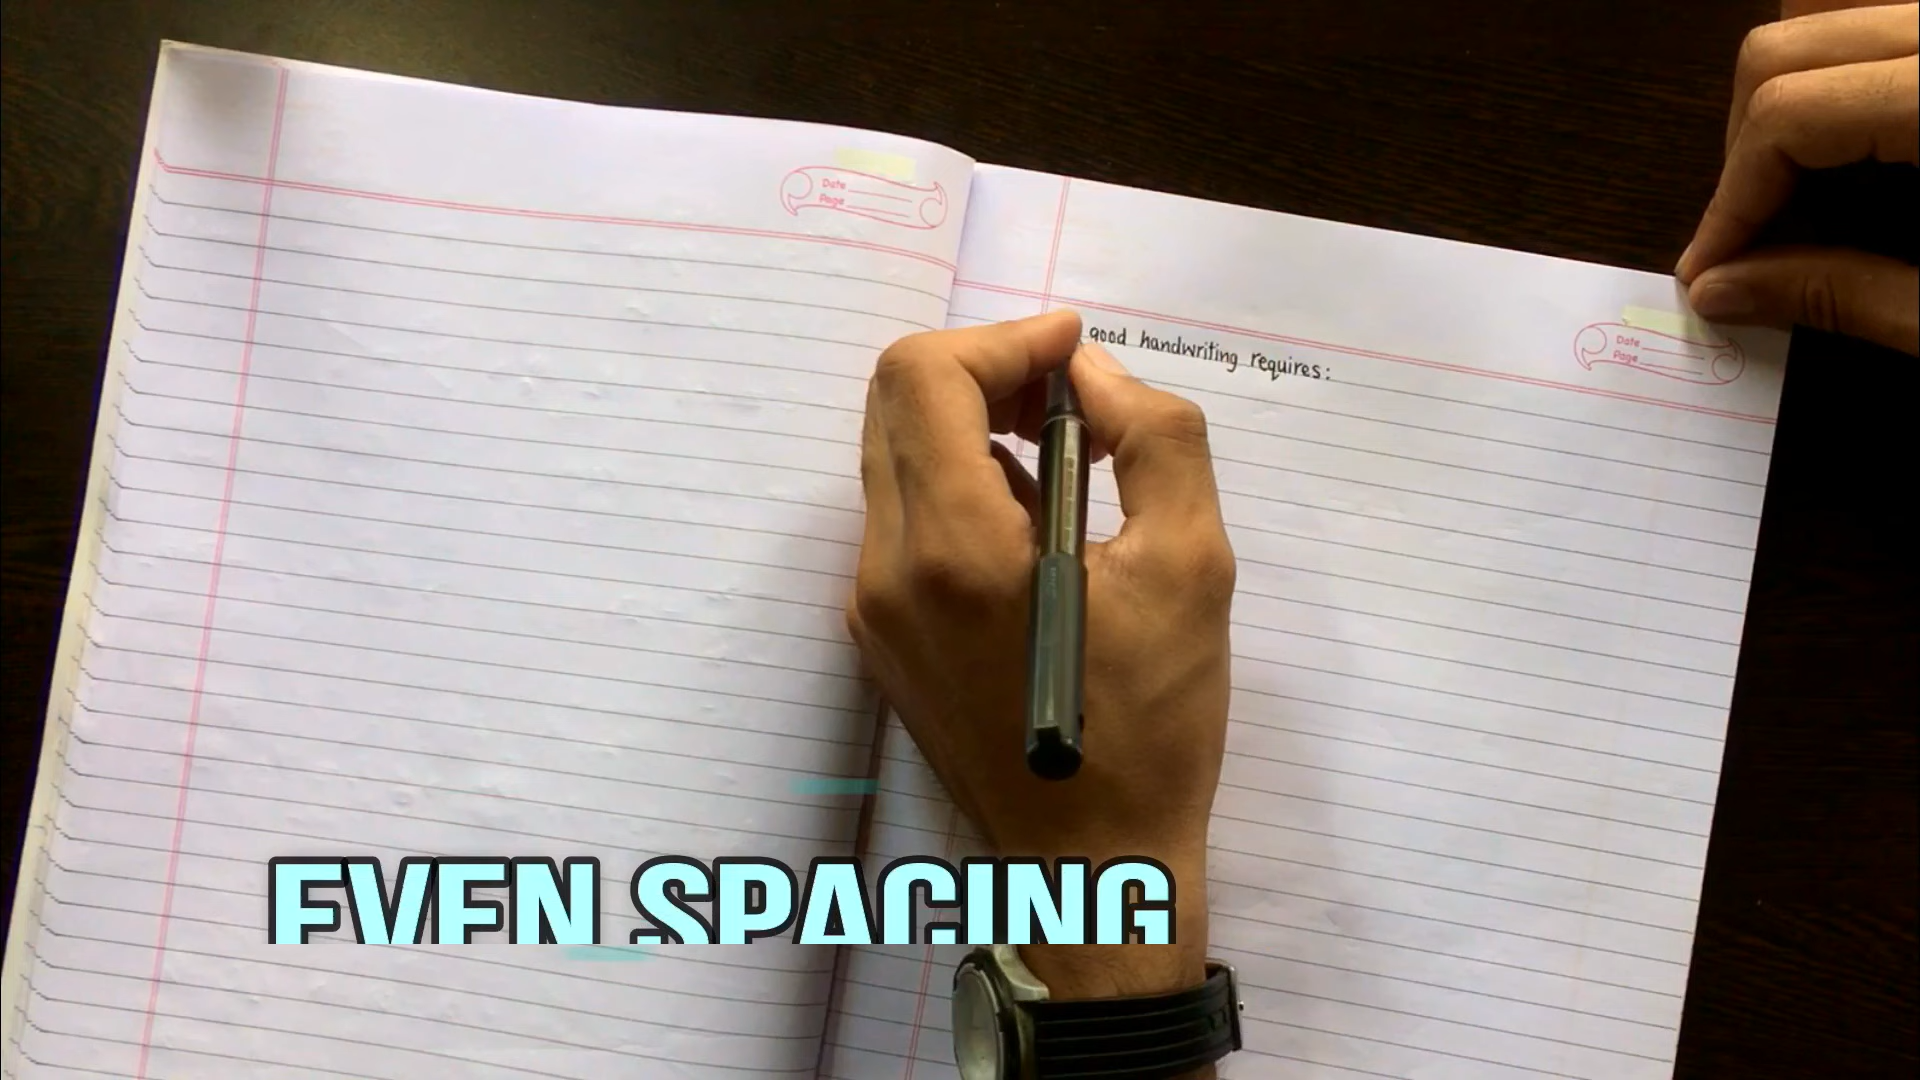 Date
Page
good handwriting requires:
Date
Page
EVEN SPACING